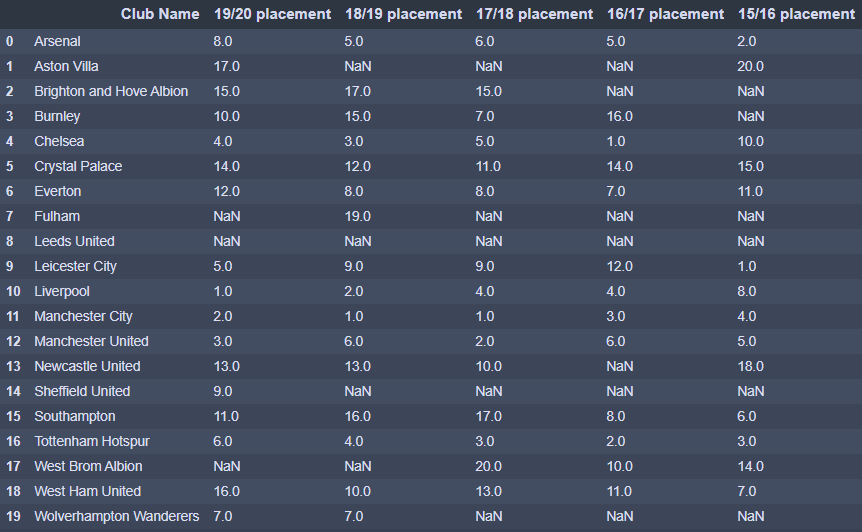 Club Name 19/20 placement 18/19 placement 17/18 placement 16/17 placement 15/16 placement
0 Arsenal 8.0 5.0 6.0 5.0 2.0
1 Aston Villa 17.0 NaN NaN NaN 20.0
2 Brighton and Hove Albion 15.0 17.0 15.0 NaN NaN
3 Burnley 10.0 15.0 7.0 16.0 NaN
4 Chelsea 4.0 3.0 5.0 1.0 10.0
5 Crystal Palace 14.0 12.0 11.0 14.0 15.0
6 Everton 12.0 8.0 8.0 7.0 11.0
7 Fulham NaN 19.0 NaN NaN NaN
8 Leeds United NaN NaN NaN NaN NaN
9 Leicester City 5.0 9.0 9.0 12.0 1.0
10 Liverpool 1.0 2.0 4.0 4.0 8.0
11 Manchester City 2.0 1.0 1.0 3.0 4.0
12 Manchester United 3.0 6.0 2.0 6.0 5.0
13 Newcastle United 13.0 13.0 10.0 NaN 18.0
14 Sheffield United 9.0 NaN NaN NaN NaN
15 Southampton 11.0 16.0 17.0 8.0 6.0
16 Tottenham Hotspur 6.0 4.0 3.0 2.0 3.0
17 West Brom Albion NaN NaN 20.0 10.0 14.0
18 West Ham United 16.0 10.0 13.0 11.0 7.0
19 Wolverhampton Wanderers 7.0 7.0 NaN NaN NaN